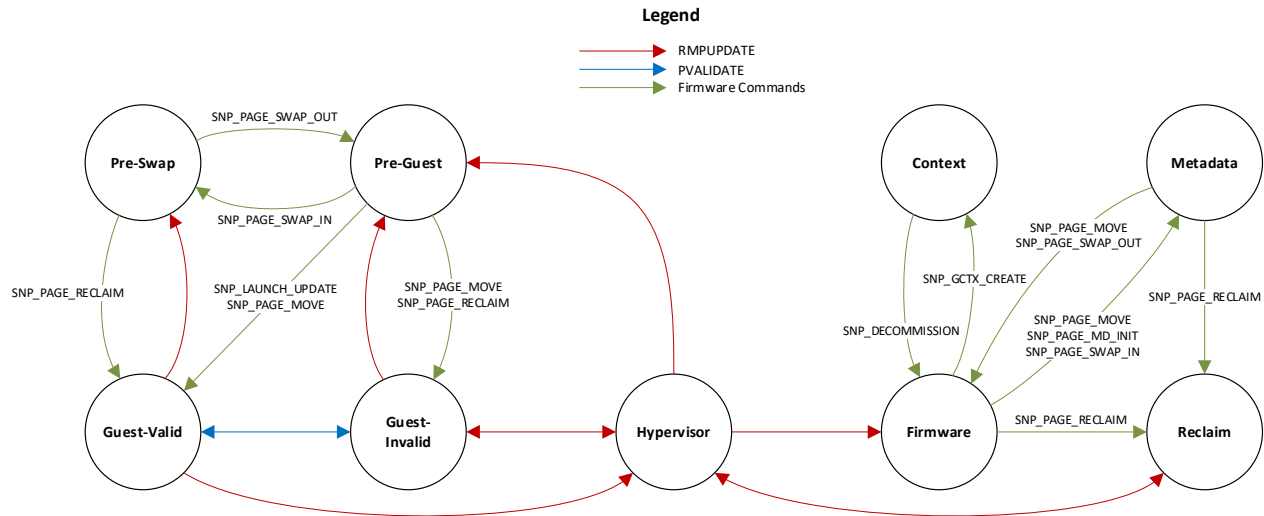 Legend
RMPUPDATE
PVALIDATE
Firmware Commands
SNP_PAGE_SWAP_OUT
Pre-Swap
Pre-Guest
Context
Metadata
SNP_PAGE_SWAP_IN
SNP_PAGE_MOVE
SNP_PAGE_SWAP_OUT
SNP_PAGE_RECLAIM
SNP_LAUNCH_UPDATE
SNP_PAGE_MOVE
SNP_PAGE_MOVE
SNP_PAGE_RECLAIM
SNP_GCTX_CREATE
SNP_PAGE_RECLAIM
SNP_DECOMMISSION
SNP_PAGE_MOVE
SNP_PAGE_MD_INIT
SNP_PAGE_SWAP_IN
Guest-Valid
Guest-
Invalid
Hypervisor
Firmware
SNP_PAGE_RECLAIM
Reclaim